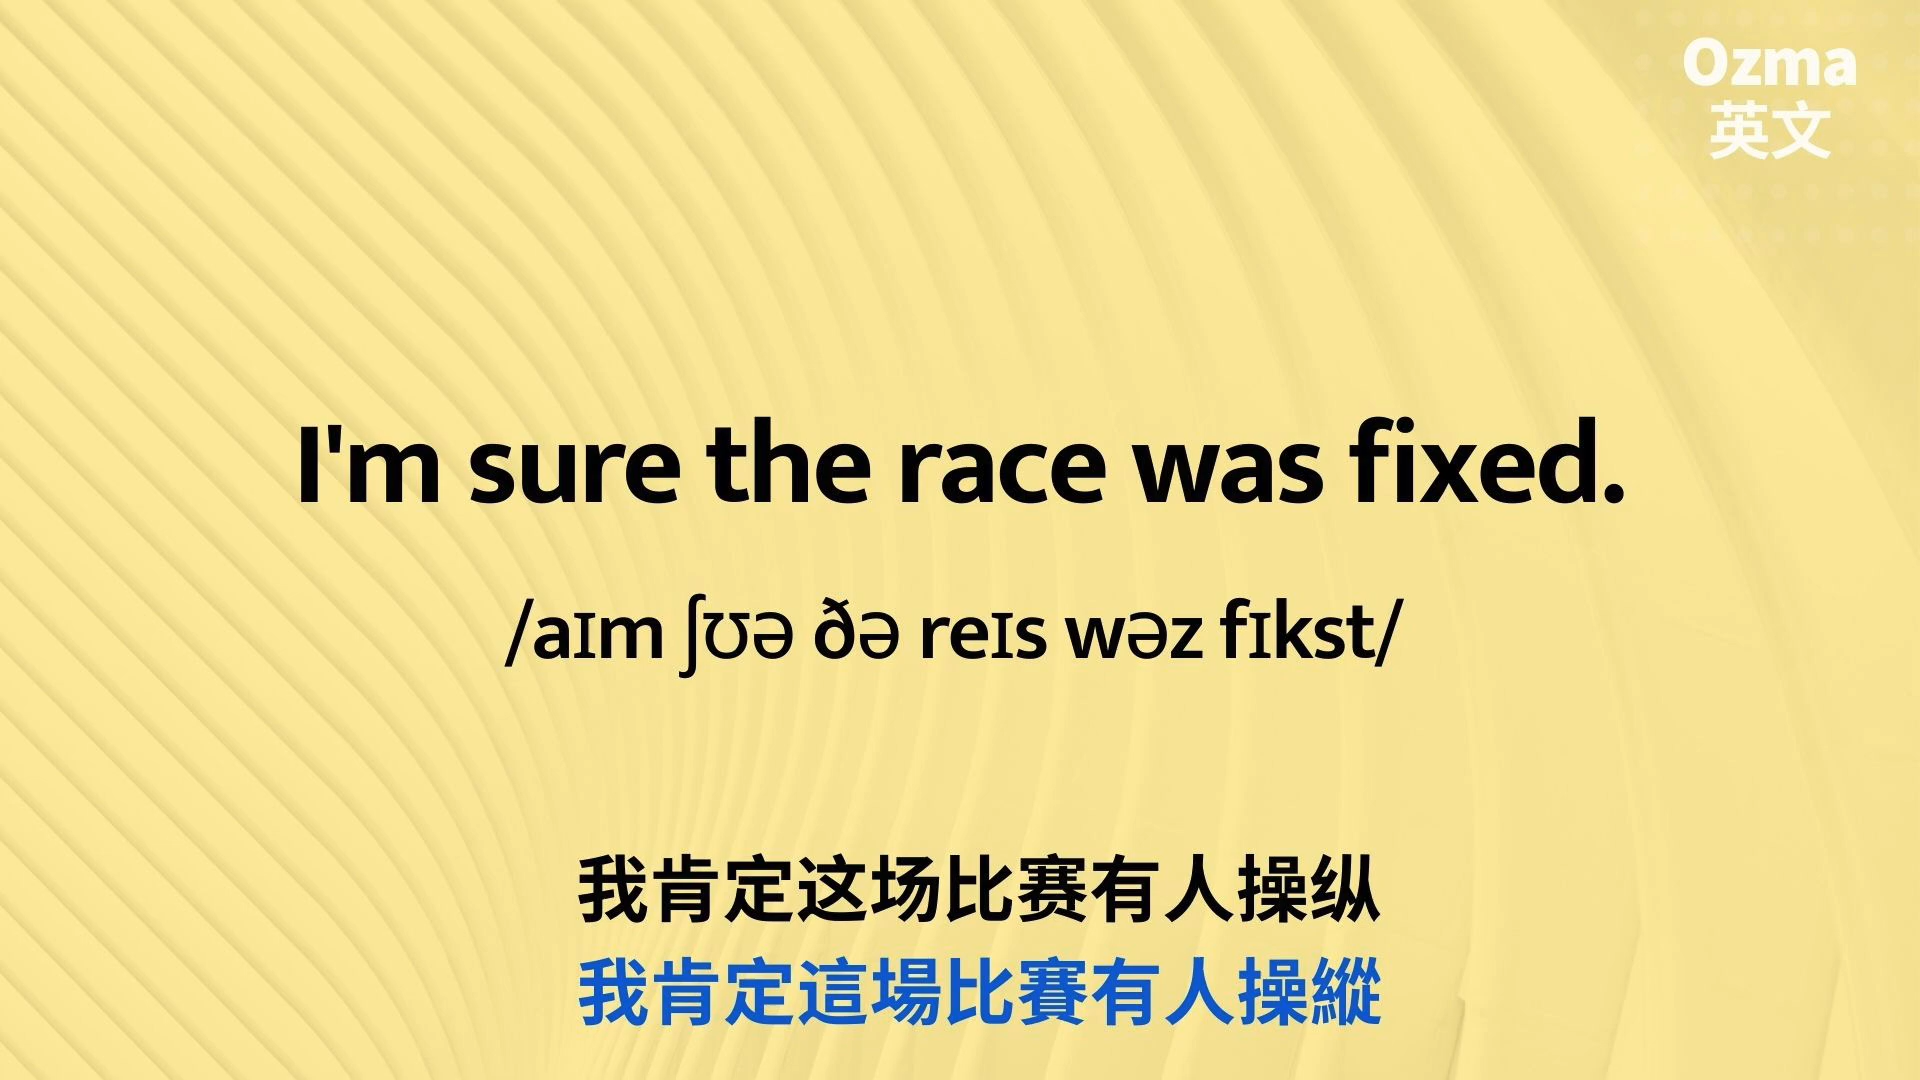 Ozma
英文
I'm sure the race was fixed.
/aɪm ʃʊə ðə reɪs wəz fɪkst/
我肯定这场比赛有人操纵
我肯定這場比賽有人操縱